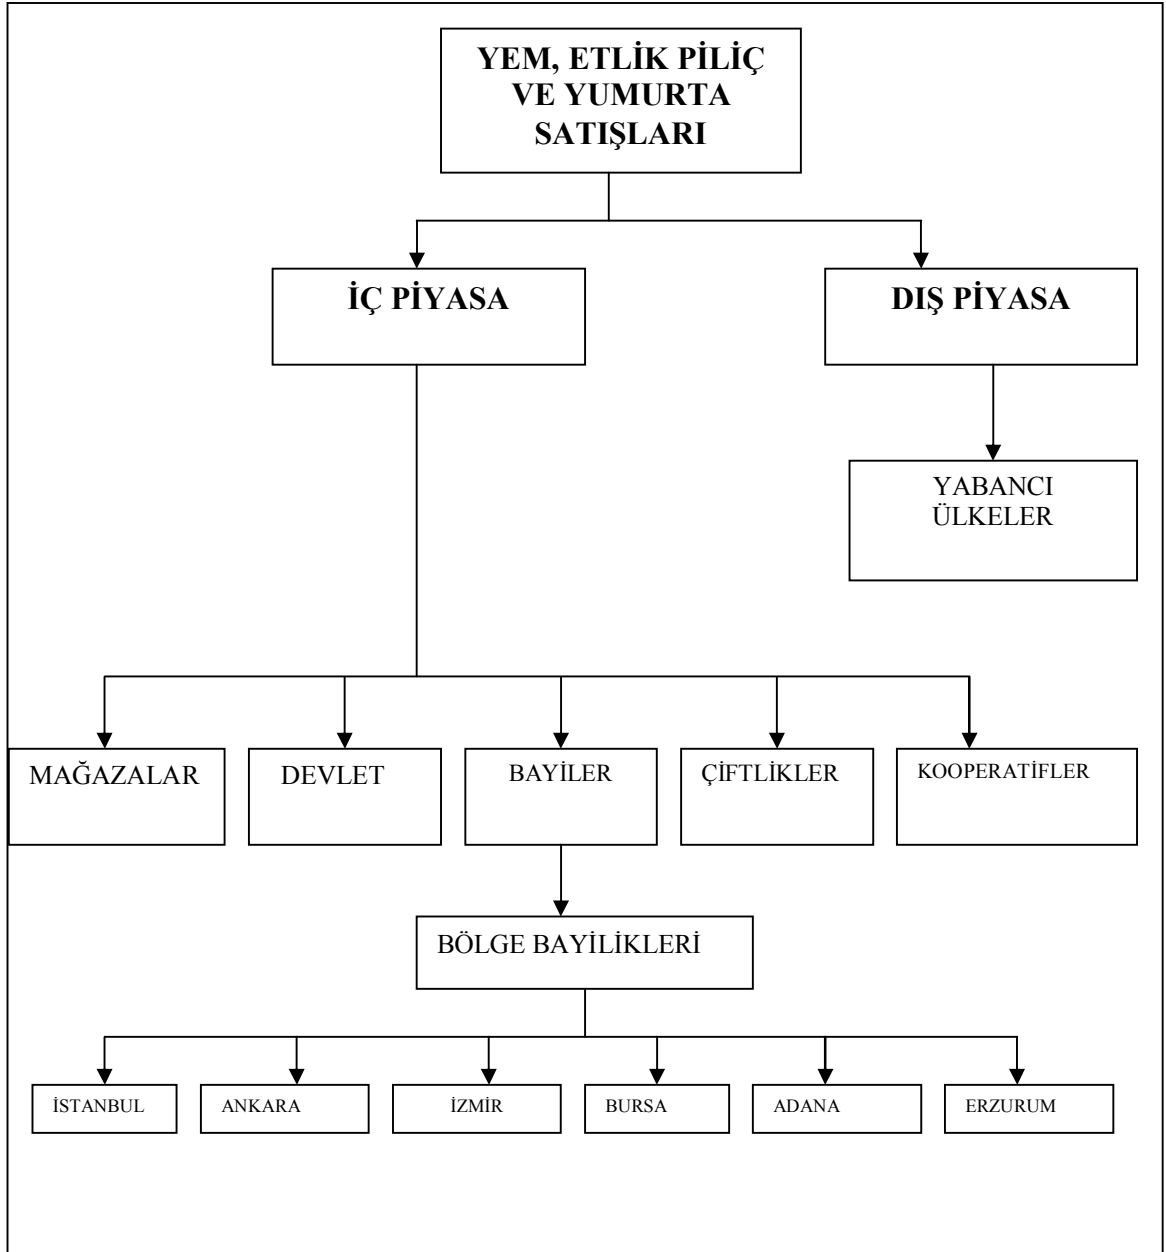 YEM, ETLİK PİLİÇ
VE YUMURTA
SATIŞLARI
İÇ PİYASA
DIŞ PİYASA
YABANCI
ÜLKELER
MAĞAZALAR
DEVLET
BAYİLER
ÇİFTLİKLER
KOOPERATİFLER
BÖLGE BAYİLİKLERİ
İSTANBUL
ANKARA
İZMİR
BURSA
ADANA
ERZURUM